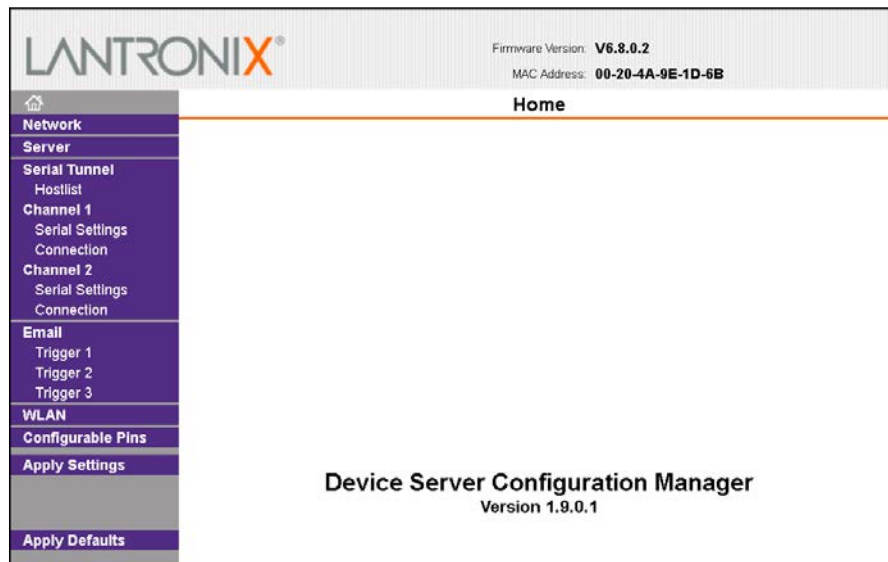 LANTRONIX®
Firmware Version: V6.8.0.2
MAC Address: 00-20-4A-9E-1D-6B
Home
Network
Server
Serial Tunnel
Hostlist
Channel 1
Serial Settings
Connection
Channel 2
Serial Settings
Connection
Email
Trigger 1
Trigger 2
Trigger 3
WLAN
Configurable Pins
Apply Settings
Apply Defaults
Device Server Configuration Manager
Version 1.9.0.1